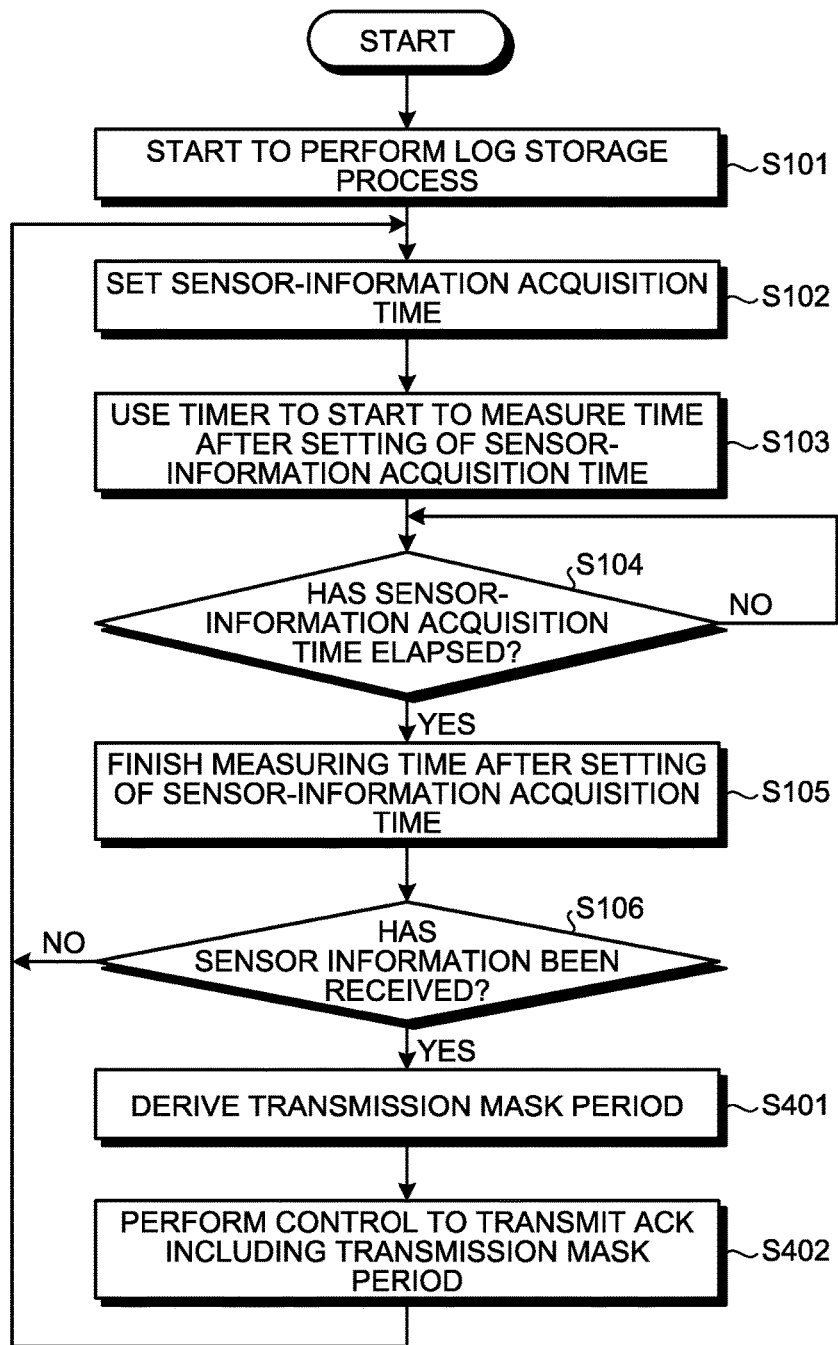 START
START TO PERFORM LOG STORAGE
PROCESS
S101
SET SENSOR-INFORMATION ACQUISITION
TIME
S102
USE TIMER TO START TO MEASURE TIME
AFTER SETTING OF SENSOR-
INFORMATION ACQUISITION TIME
S103
S104
HAS SENSOR-
INFORMATION ACQUISITION
TIME ELAPSED?
NO
YES
FINISH MEASURING TIME AFTER SETTING
OF SENSOR-INFORMATION ACQUISITION
TIME
S105
S106
HAS
SENSOR INFORMATION BEEN
RECEIVED?
NO
YES
DERIVE TRANSMISSION MASK PERIOD
S401
PERFORM CONTROL TO TRANSMIT ACK
INCLUDING TRANSMISSION MASK
PERIOD
S402